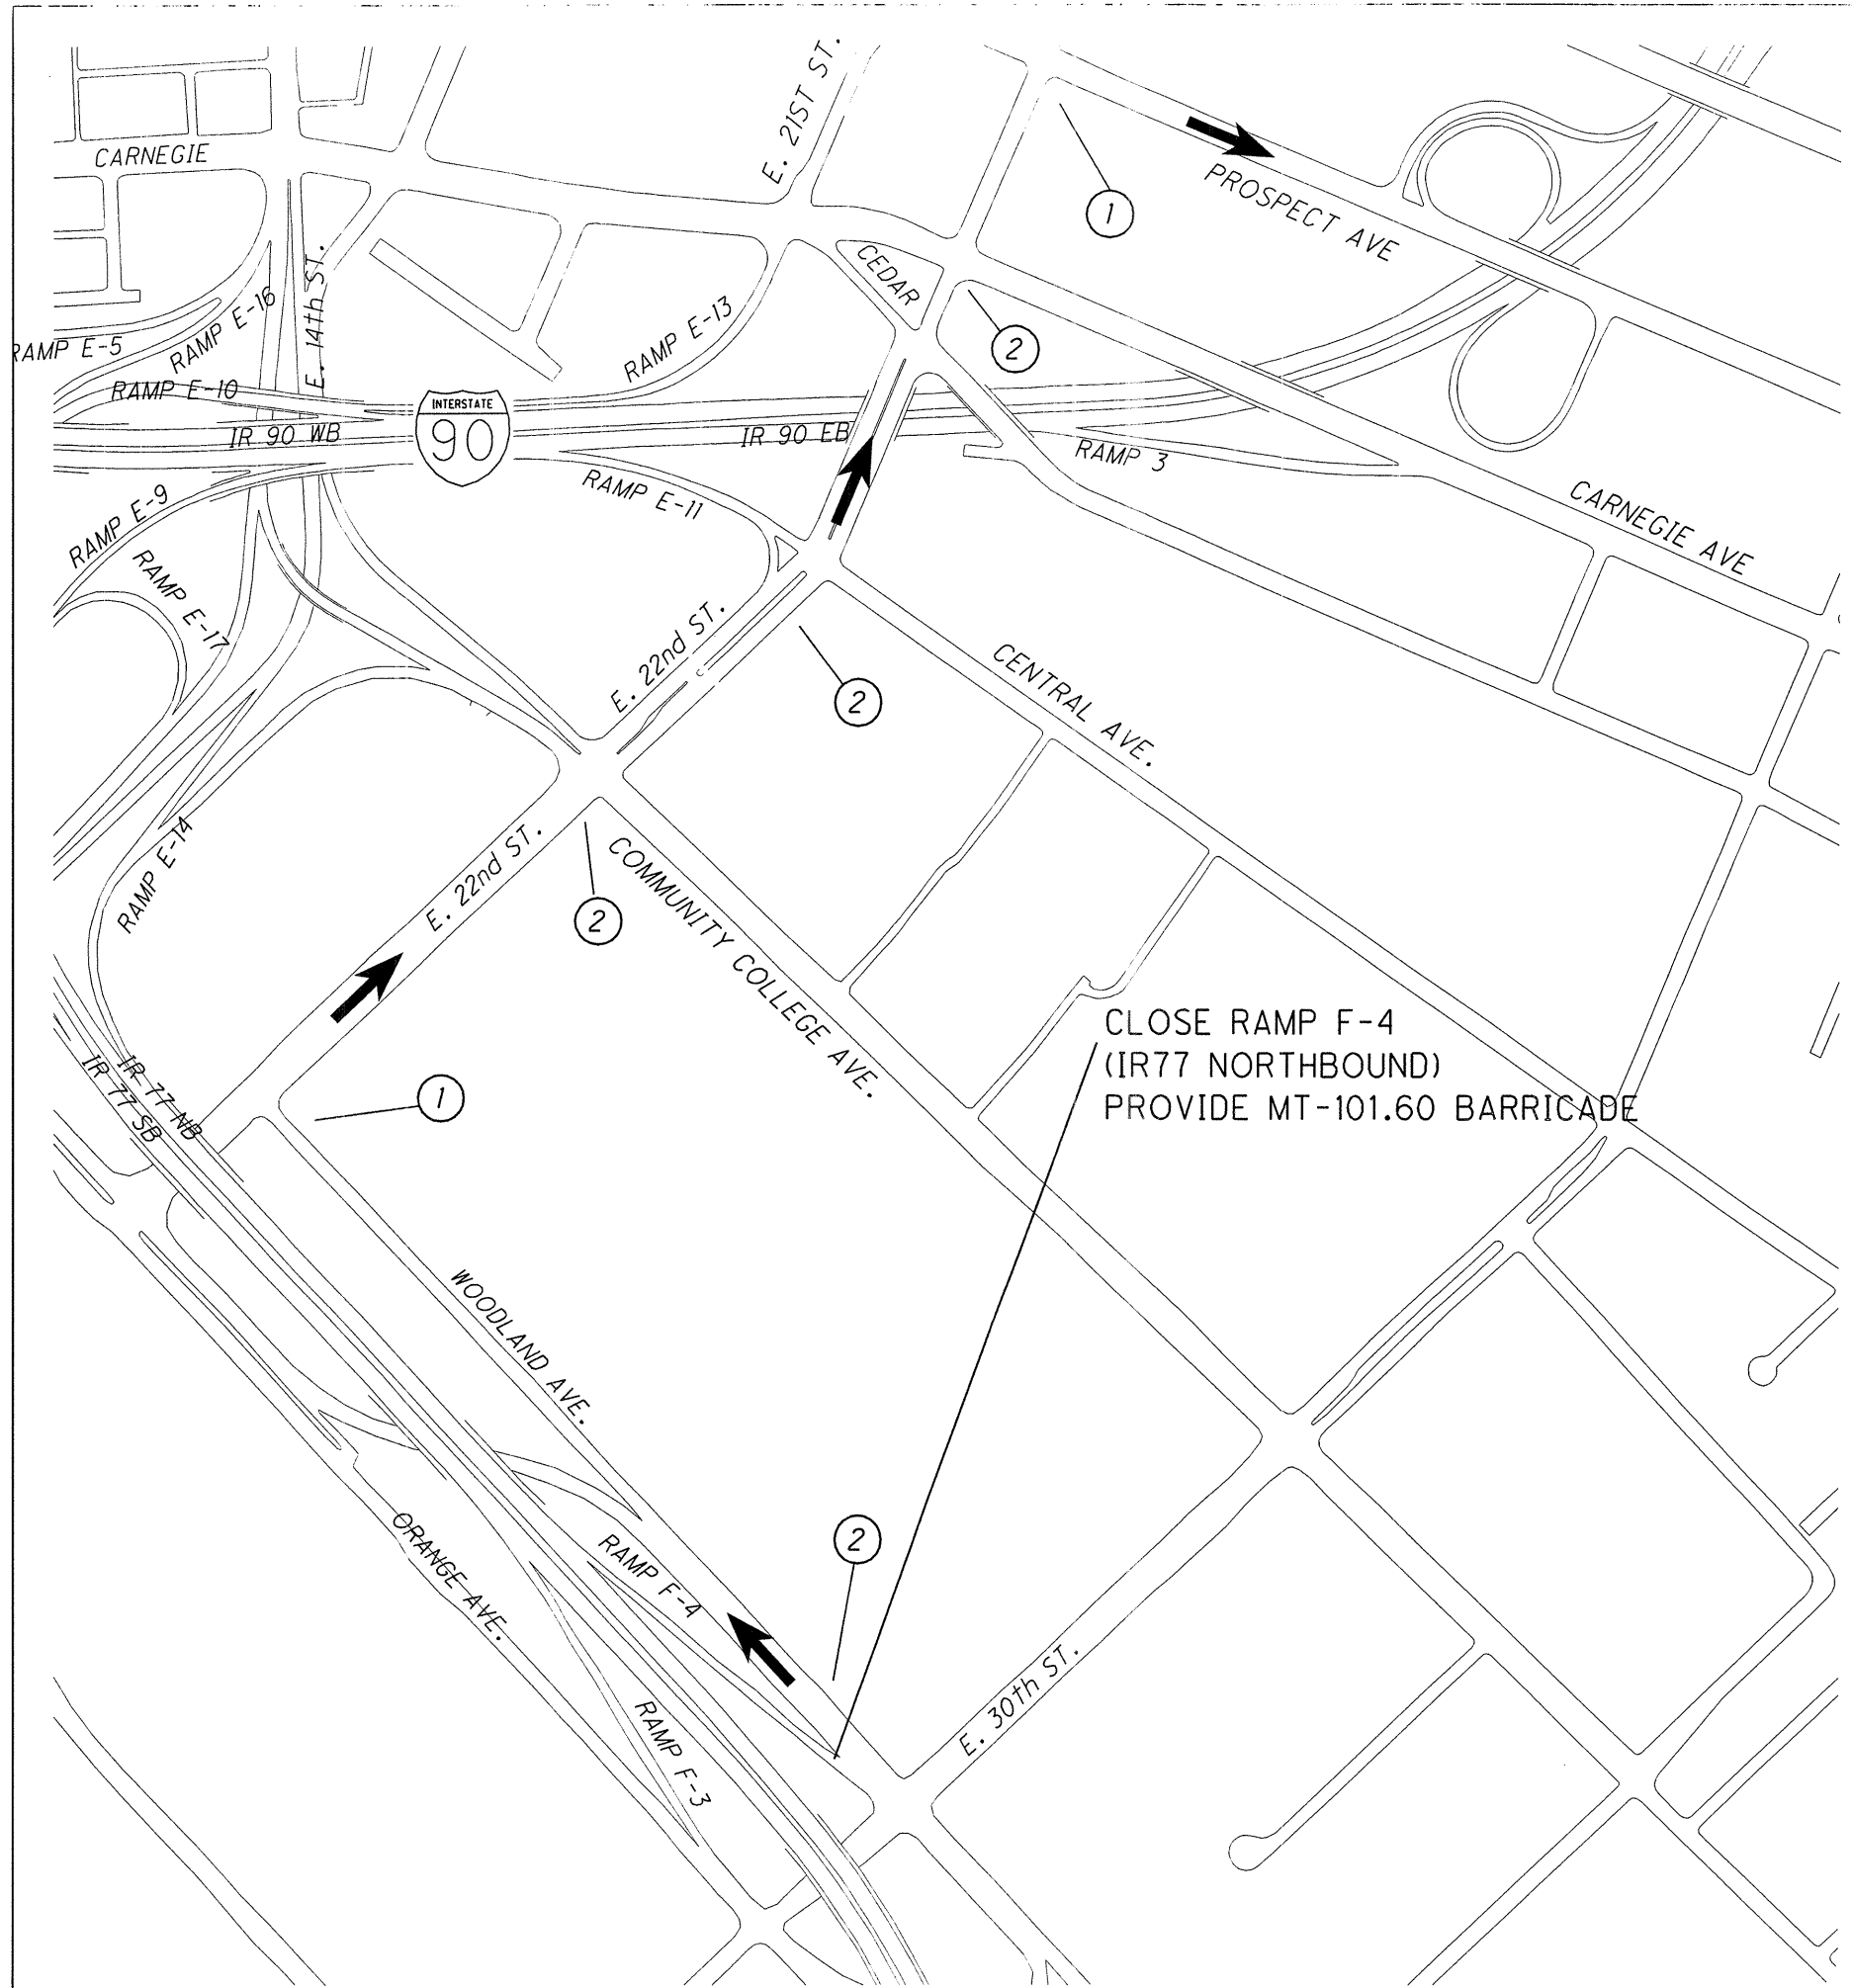 E. 21ST ST.
CARNEGIE
1
PROSPECT AVE
CEDAR
E. 14th ST.
RAMP E-16
RAMP E-13
RAMP E-5
2
RAMP E-10
INTERSTATE
90
IR 90 WB
IR 90 EB
RAMP 3
RAMP E-11
RAMP E-9
CARNEGIE AVE
RAMP E-17
E. 22nd ST.
CENTRAL AVE.
2
RAMP E-14
E. 22nd ST.
COMMUNITY COLLEGE AVE.
2
CLOSE RAMP F-4
(IR77 NORTHBOUND)
PROVIDE MT-101.60 BARRICADE
IR 77 NB
IR 77 SB
1
WOODLAND AVE.
ORANGE AVE.
RAMP F-4
2
E. 30th ST.
RAMP F-3